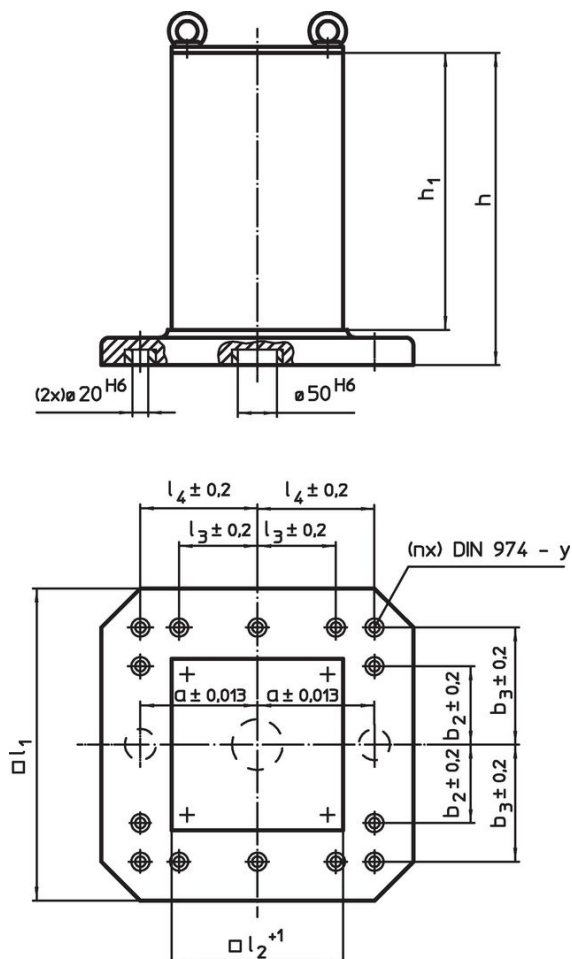 h₁
h
(2x)ø 20 H6
ø 50 H6
l₄ ± 0,2
l₄ ± 0,2
l₃ ± 0,2
l₃ ± 0,2
(nx) DIN 974 - y
a ± 0,013
a ± 0,013
b₂ ± 0,2
b₃ ± 0,2
b₂ ± 0,2
b₃ ± 0,2
□ l₁
□ l₂ +1